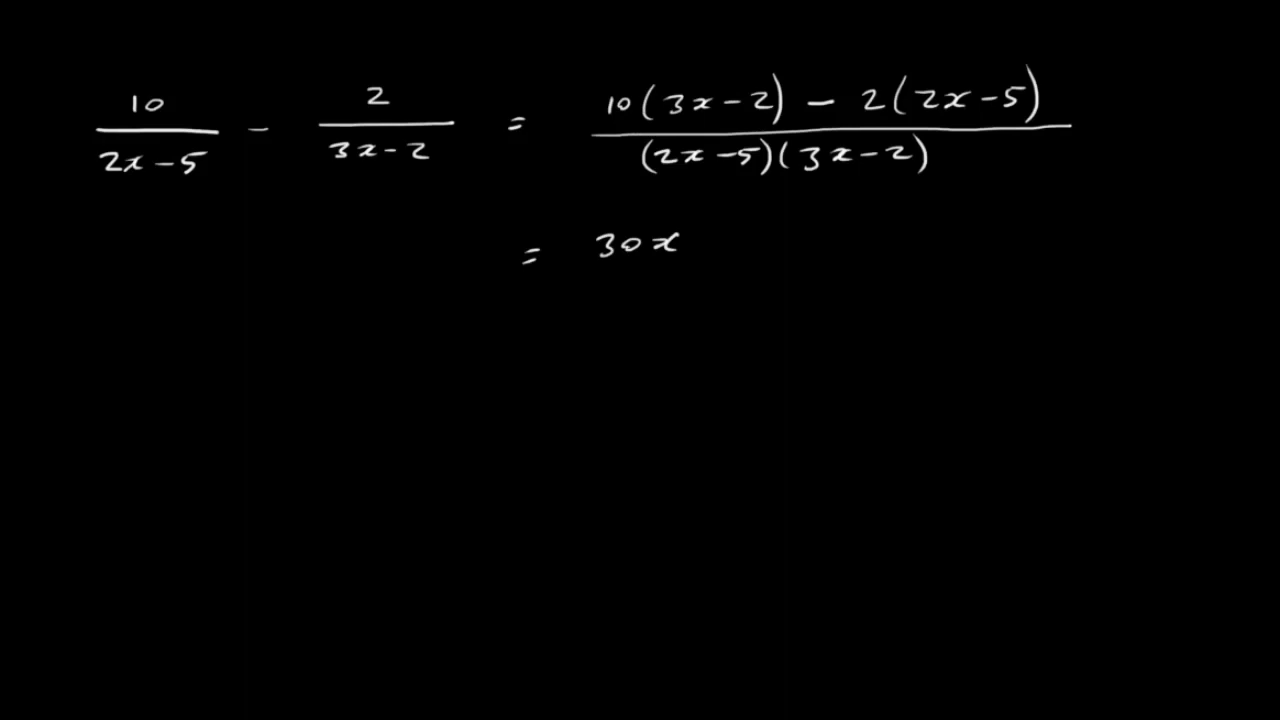 10/(2x-5) - 2/(3x-2) = (10(3x-2) - 2(2x-5))/((2x-5)(3x-2))
= 30x